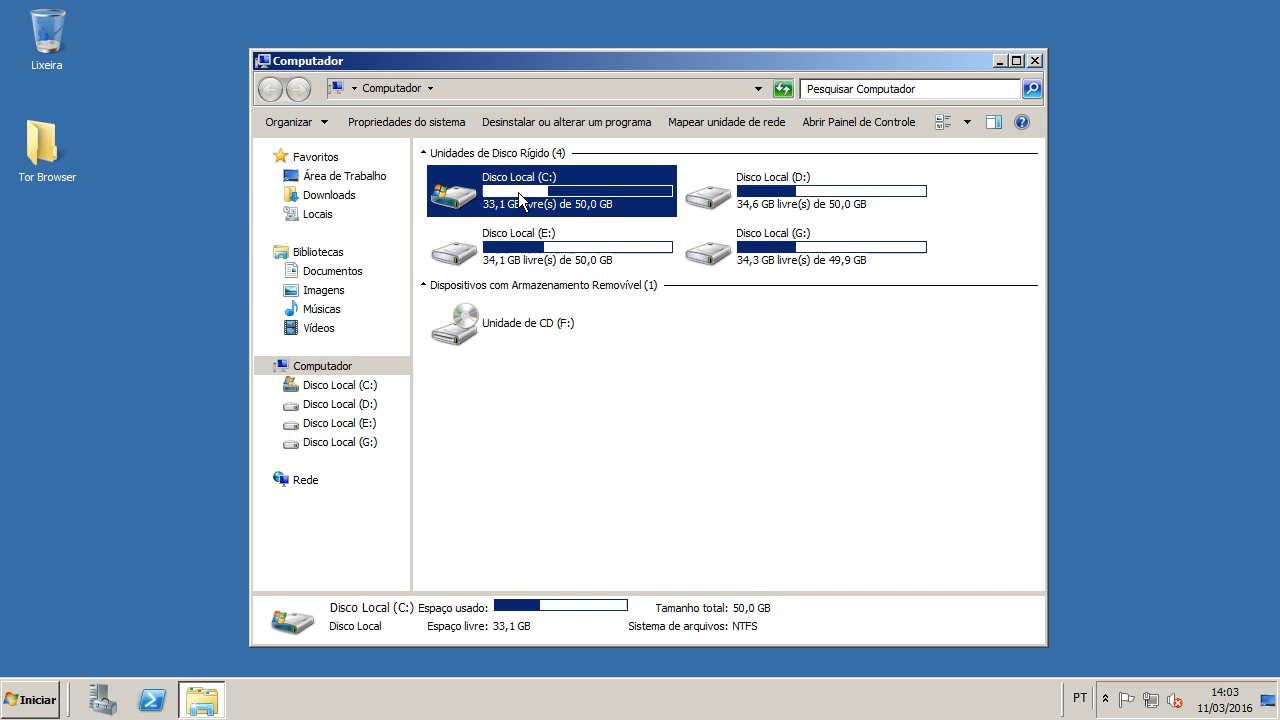 Lixeira
Tor Browser
Computador
Computador
Pesquisar Computador
Organizar
Propriedades do sistema
Desinstalar ou alterar um programa
Mapear unidade de rede
Abrir Painel de Controle
Favoritos
Área de Trabalho
Downloads
Locais
Bibliotecas
Documentos
Imagens
Músicas
Vídeos
Computador
Disco Local (C:)
Disco Local (D:)
Disco Local (E:)
Disco Local (G:)
Rede
Unidades de Disco Rígido (4)
Disco Local (C:)
33,1 GB livre(s) de 50,0 GB
Disco Local (D:)
34,6 GB livre(s) de 50,0 GB
Disco Local (E:)
34,1 GB livre(s) de 50,0 GB
Disco Local (G:)
34,3 GB livre(s) de 49,9 GB
Dispositivos com Armazenamento Removível (1)
Unidade de CD (F:)
Disco Local (C:) Espaço usado: Tamanho total: 50,0 GB
Disco Local Espaço livre: 33,1 GB Sistema de arquivos: NTFS
Iniciar
PT
14:03
11/03/2016